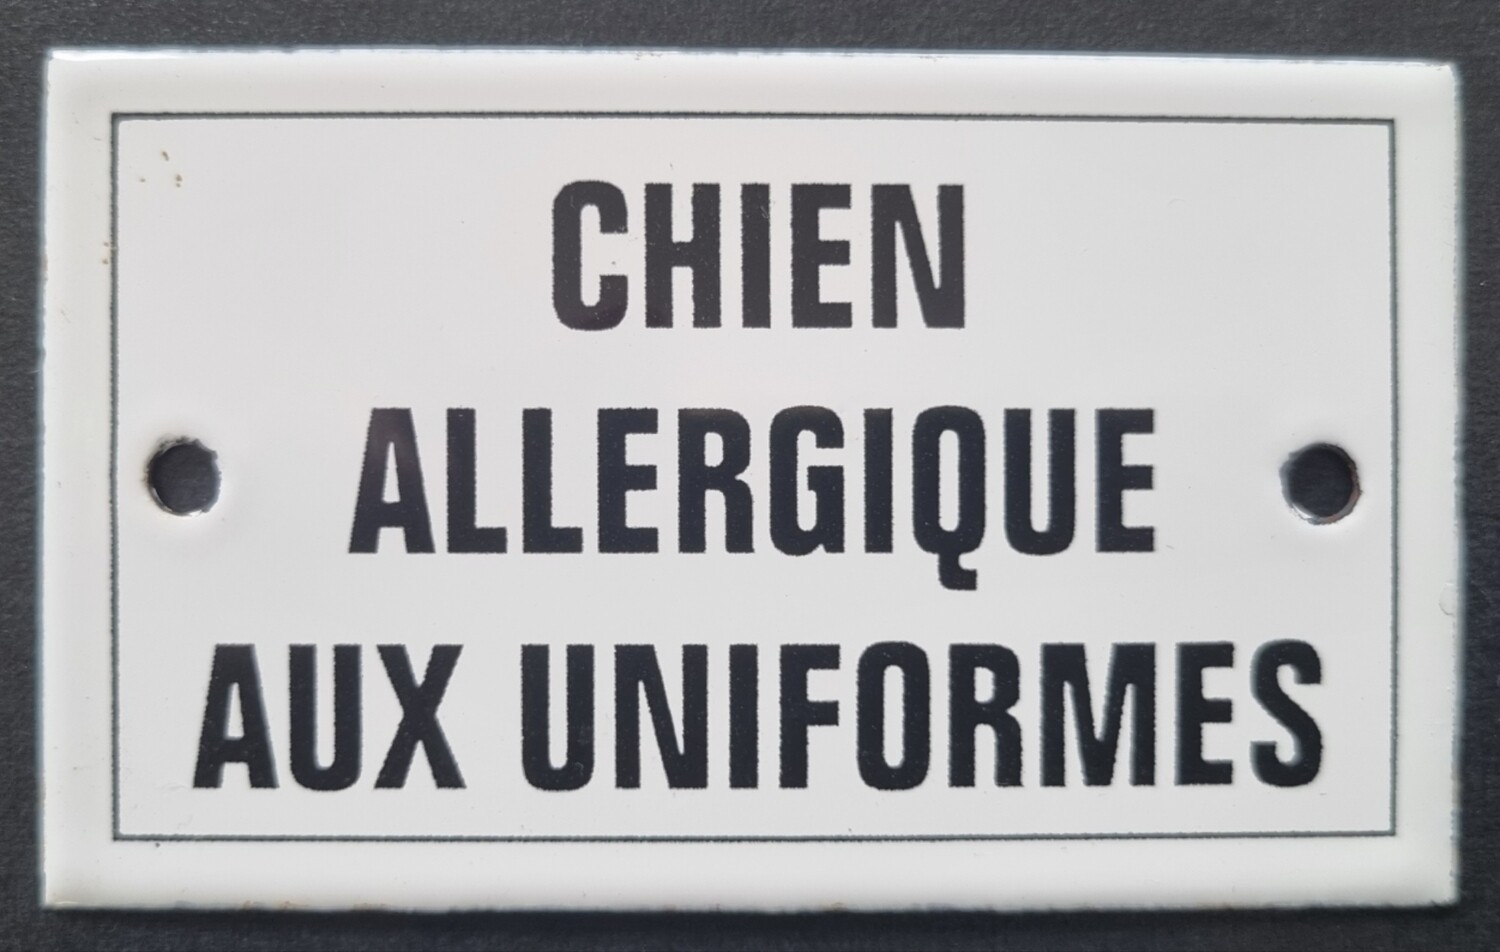 CHIEN
ALLERGIQUE
AUX UNIFORMES